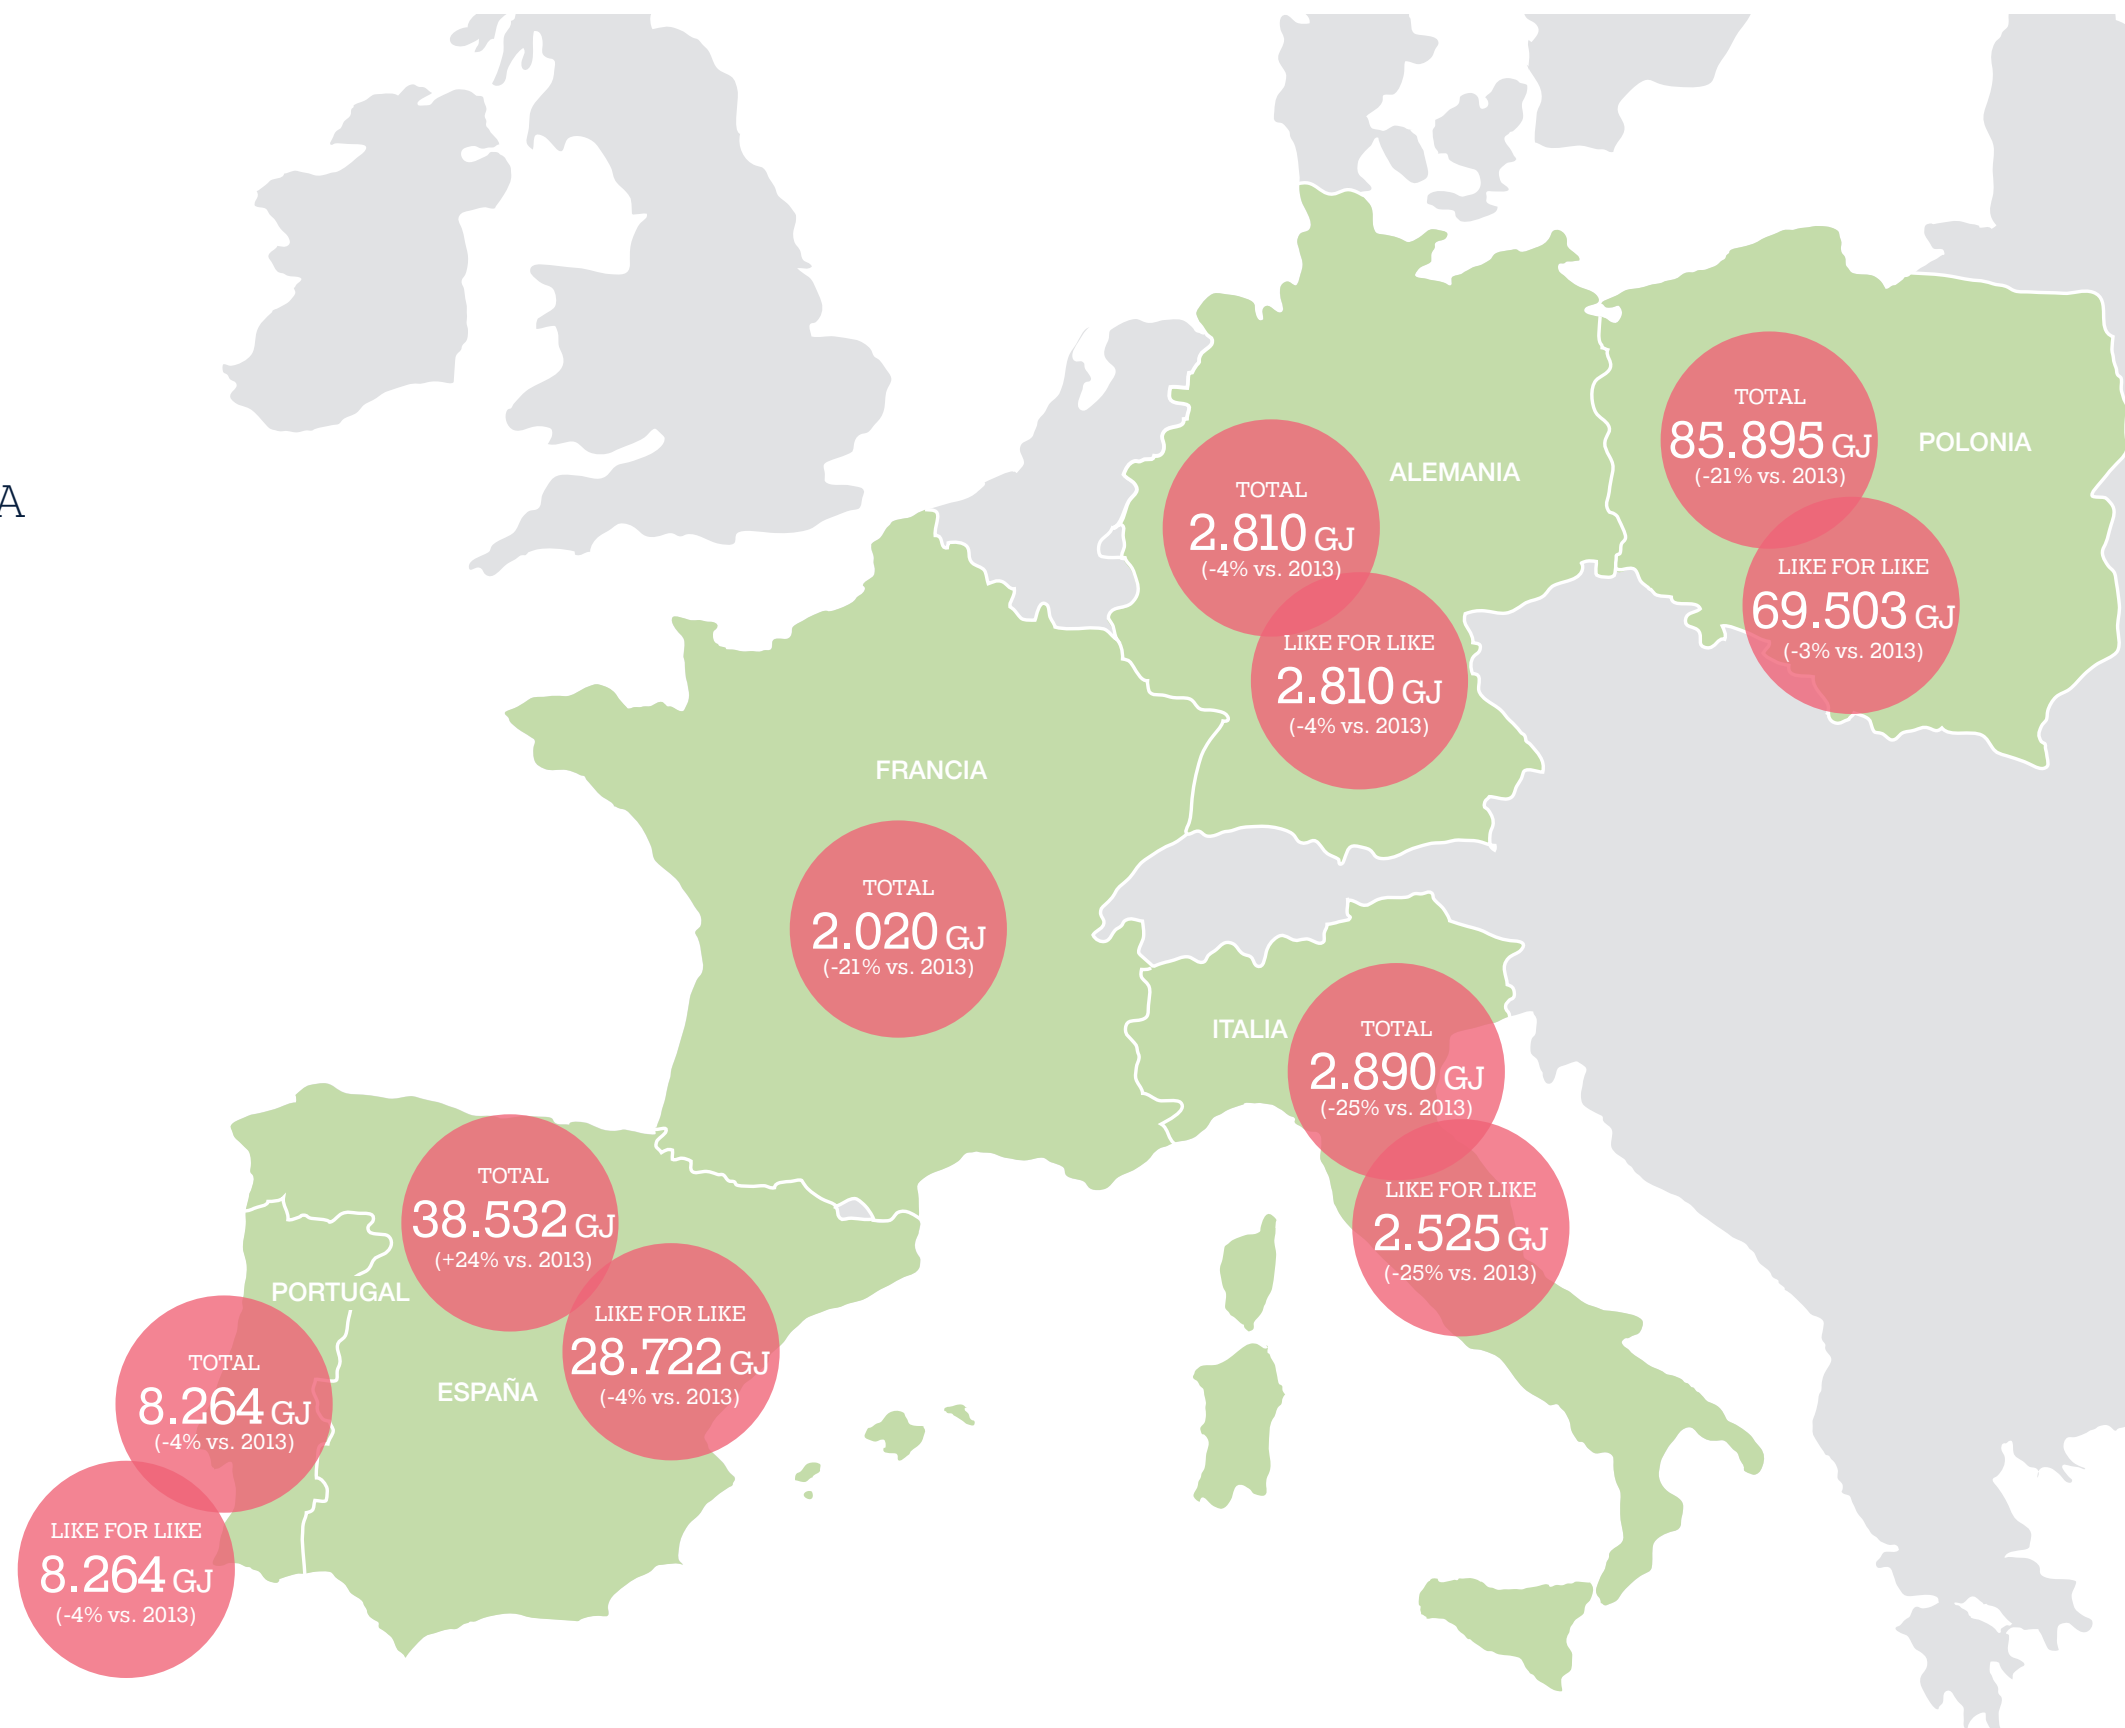 A
TOTAL
85.895 GJ
(-21% vs. 2013)
POLONIA
LIKE FOR LIKE
69.503 GJ
(-3% vs. 2013)
ALEMANIA
TOTAL
2.810 GJ
(-4% vs. 2013)
LIKE FOR LIKE
2.810 GJ
(-4% vs. 2013)
FRANCIA
TOTAL
2.020 GJ
(-21% vs. 2013)
ITALIA
TOTAL
2.890 GJ
(-25% vs. 2013)
LIKE FOR LIKE
2.525 GJ
(-25% vs. 2013)
TOTAL
38.532 GJ
(+24% vs. 2013)
LIKE FOR LIKE
28.722 GJ
(-4% vs. 2013)
ESPAÑA
PORTUGAL
TOTAL
8.264 GJ
(-4% vs. 2013)
LIKE FOR LIKE
8.264 GJ
(-4% vs. 2013)